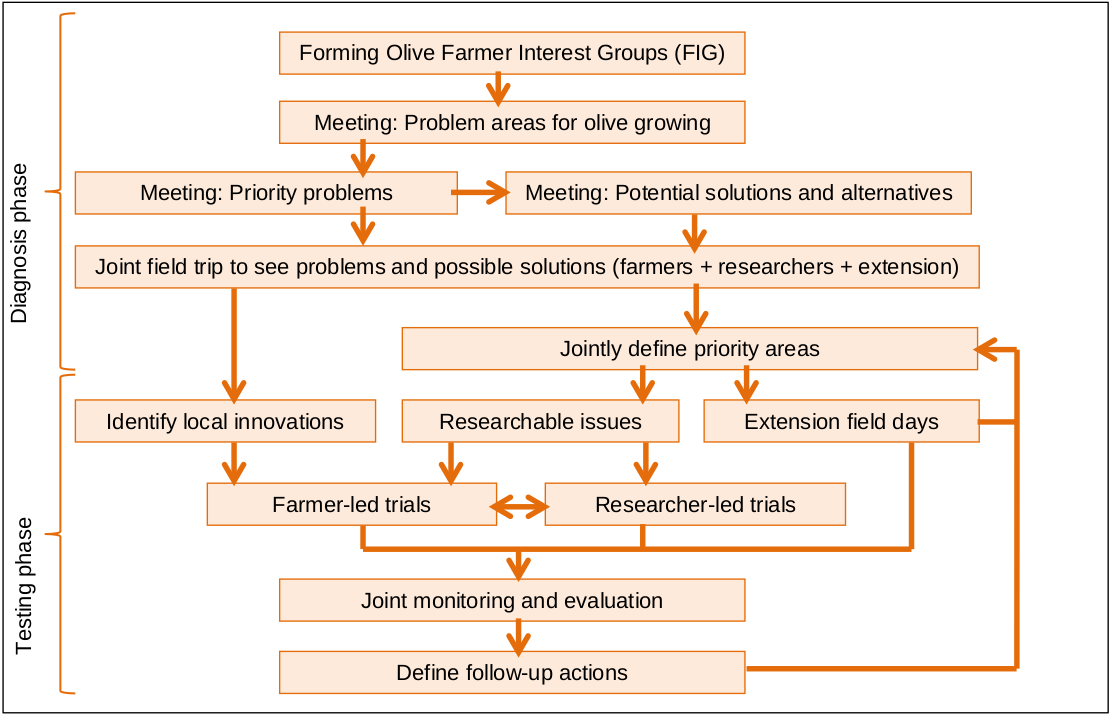 Forming Olive Farmer Interest Groups (FIG)
Meeting: Problem areas for olive growing
Meeting: Priority problems
Meeting: Potential solutions and alternatives
Joint field trip to see problems and possible solutions (farmers + researchers + extension)
Jointly define priority areas
Diagnosis phase
Identify local innovations
Researchable issues
Extension field days
Farmer-led trials
Researcher-led trials
Joint monitoring and evaluation
Define follow-up actions
Testing phase